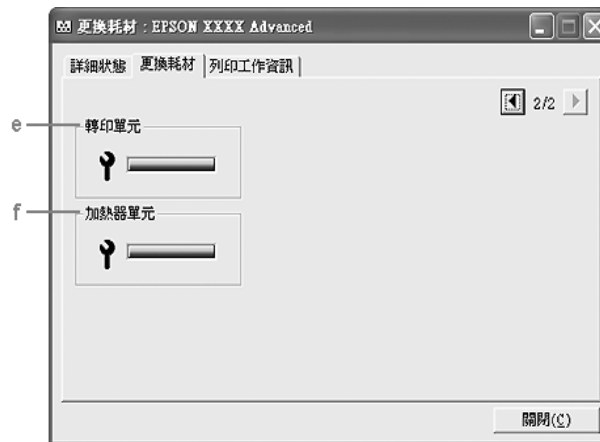 更換耗材 : EPSON XXXX Advanced
詳細狀態 更換耗材 列印工作資訊
2/2
e 轉印單元
f 加熱器單元
關閉(C)